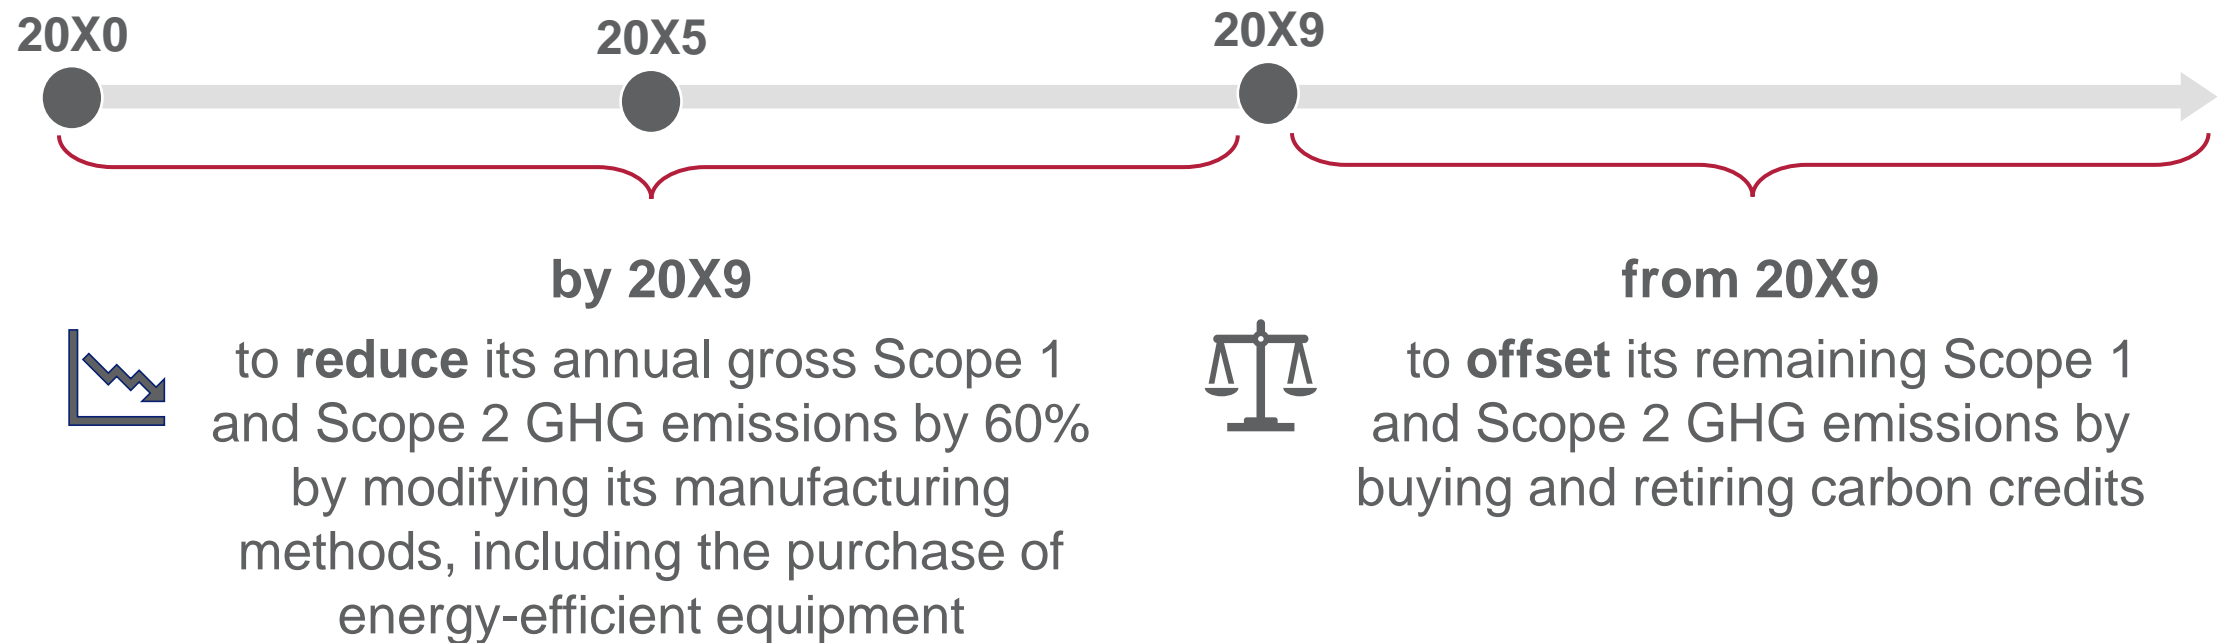 20X0
20X5
20X9
by 20X9
to reduce its annual gross Scope 1
and Scope 2 GHG emissions by 60%
by modifying its manufacturing
methods, including the purchase of
energy-efficient equipment
from 20X9
to offset its remaining Scope 1
and Scope 2 GHG emissions by
buying and retiring carbon credits